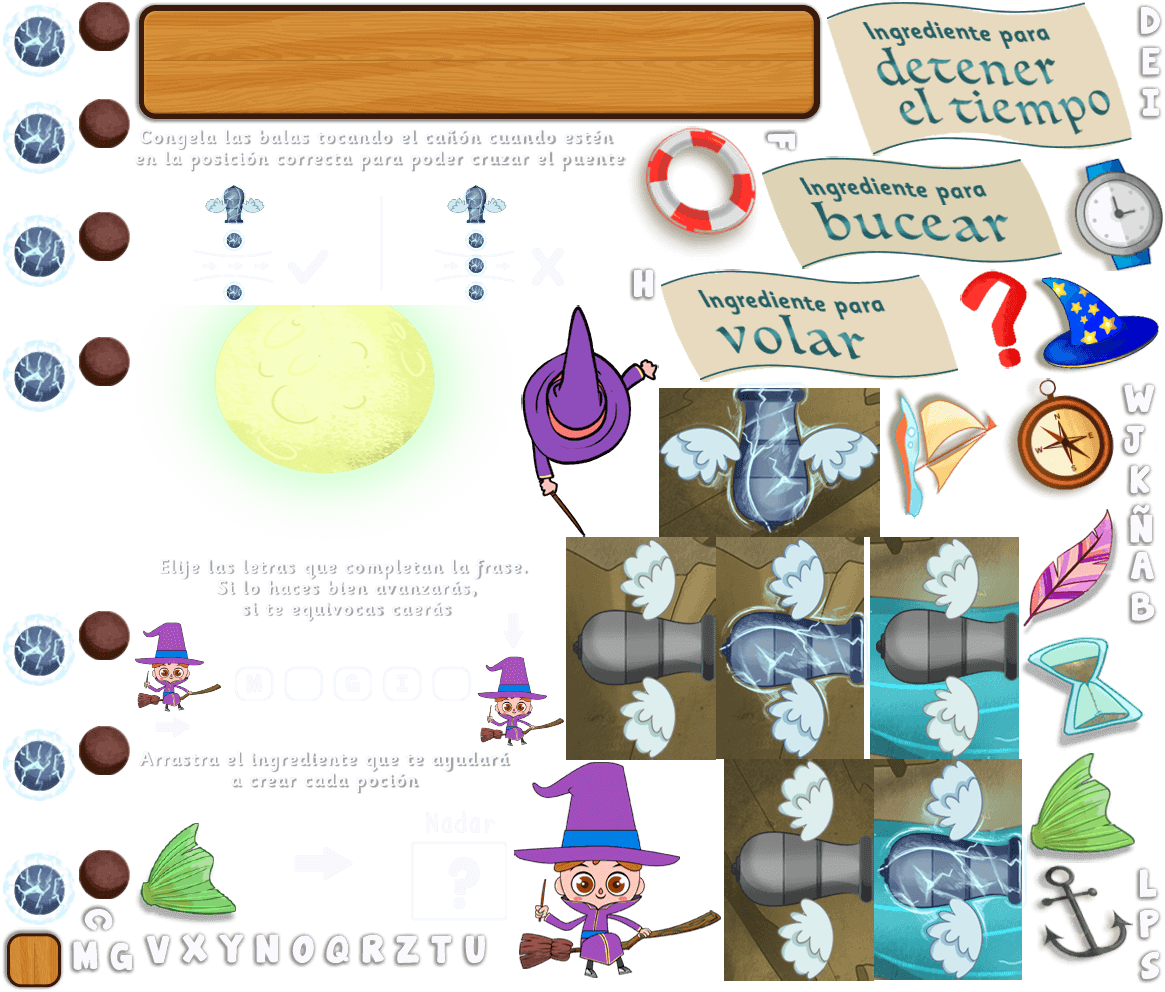 Ingrediente para
detener
el tiempo
D
E
I
Congela las balas tocando el cañón cuando estén
en la posición correcta para poder cruzar el puente
F
Ingrediente para
bucear
H
Ingrediente para
volar
N
E
S
W
W
J
K
Ñ
A
B
Elije las letras que completan la frase.
Si lo haces bien avanzarás,
si te equivocas caerás
M G I
Arrastra el ingrediente que te ayudará
a crear cada poción
Nadar
?
C
M G V X Y N O Q R Z T U
L
P
S